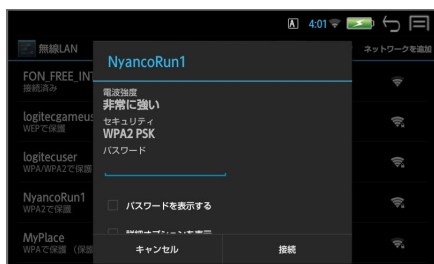 A 4:01
無線LAN
ネットワークを追加
NyancoRun1
FON_FREE_IN
接続済み
電波強度
非常に強い
logitecgameus
WEPで保護
セキュリティ
WPA2 PSK
パスワード
logitecuser
WPA/WPA2で保護
NyancoRun1
WPA2で保護
パスワードを表示する
MyPlace
WPAで保護 (保護
キャンセル
接続